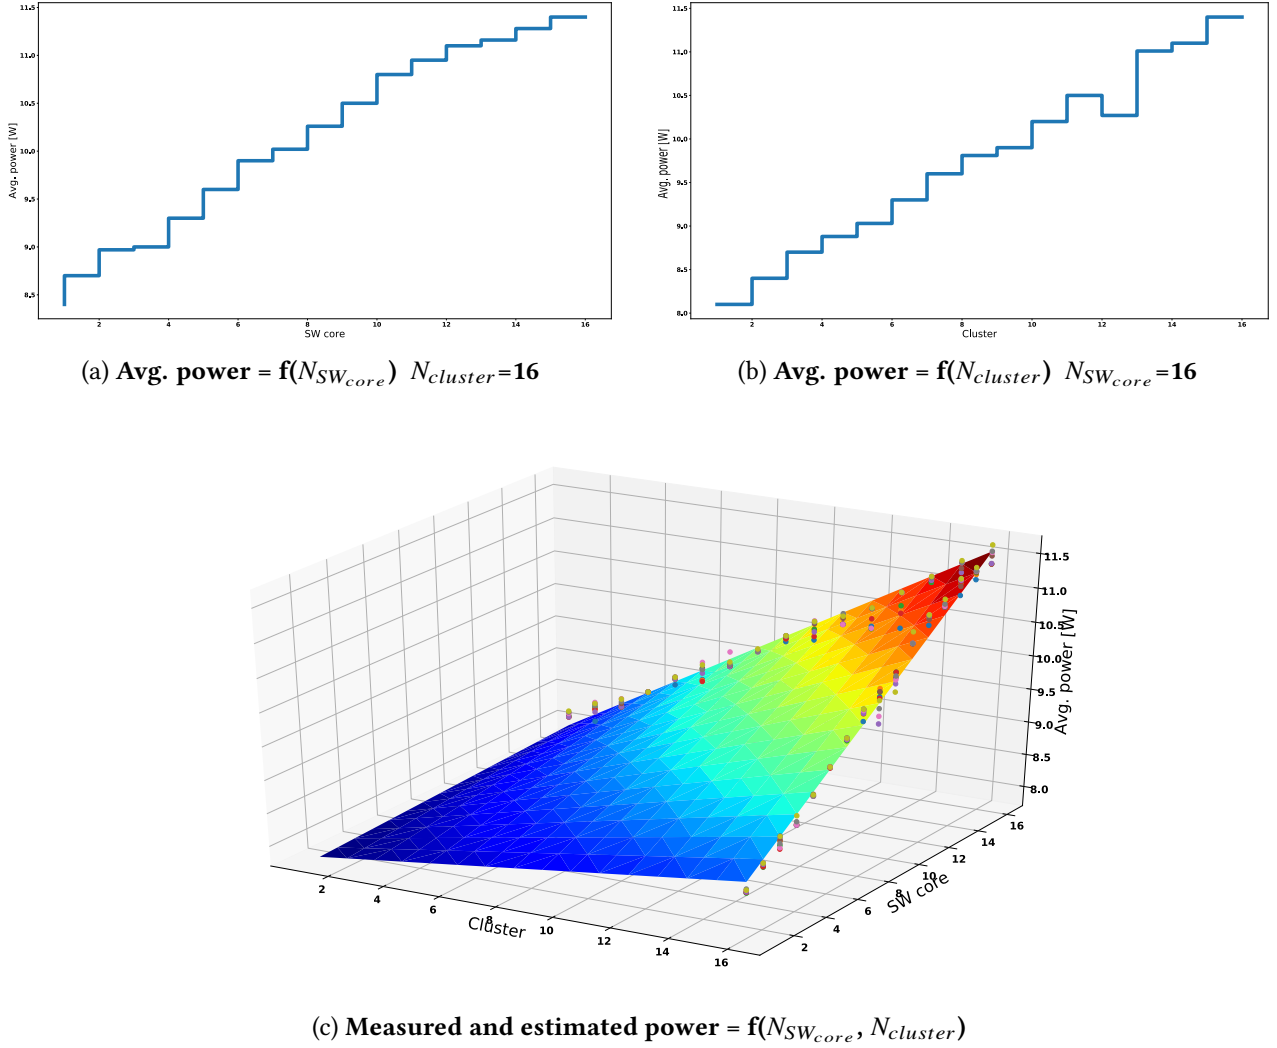 11.5
11.0
10.5
10.0
9.5
9.0
8.5
Avg. power [W]
2 4 6 8 10 12 14 16
SW core
11.5
11.0
10.5
10.0
9.5
9.0
8.5
8.0
Avg. power [W]
2 4 6 8 10 12 14 16
Cluster
(a) Avg. power = f(N_{SW_{core}}) N_{cluster}=16
(b) Avg. power = f(N_{cluster}) N_{SW_{core}}=16
11.5
11.0
10.5
10.0
9.5
9.0
8.5
8.0
Avg. power [W]
2 4 6 8 10 12 14 16
Cluster
2 4 6 8 10 12 14 16
SW core
(c) Measured and estimated power = f(N_{SW_{core}}, N_{cluster})